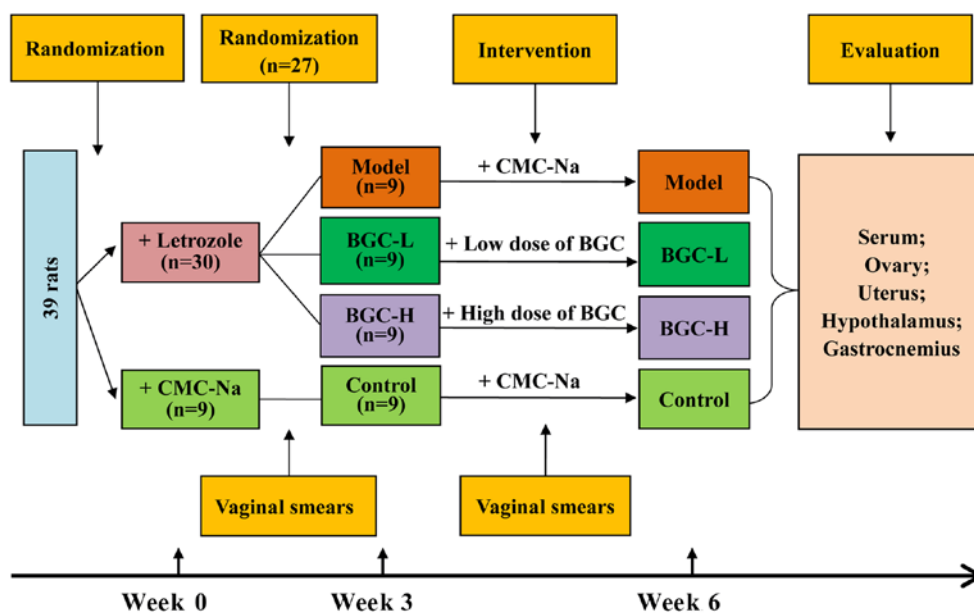 Randomization
Randomization
(n=27)
Intervention
Evaluation
39 rats
+ Letrozole
(n=30)
+ CMC-Na
(n=9)
Model
(n=9)
BGC-L
(n=9)
BGC-H
(n=9)
Control
(n=9)
+ CMC-Na
+ Low dose of BGC
+ High dose of BGC
+ CMC-Na
Model
BGC-L
BGC-H
Control
Serum;
Ovary;
Uterus;
Hypothalamus;
Gastrocnemius
Vaginal smears
Vaginal smears
Week 0
Week 3
Week 6